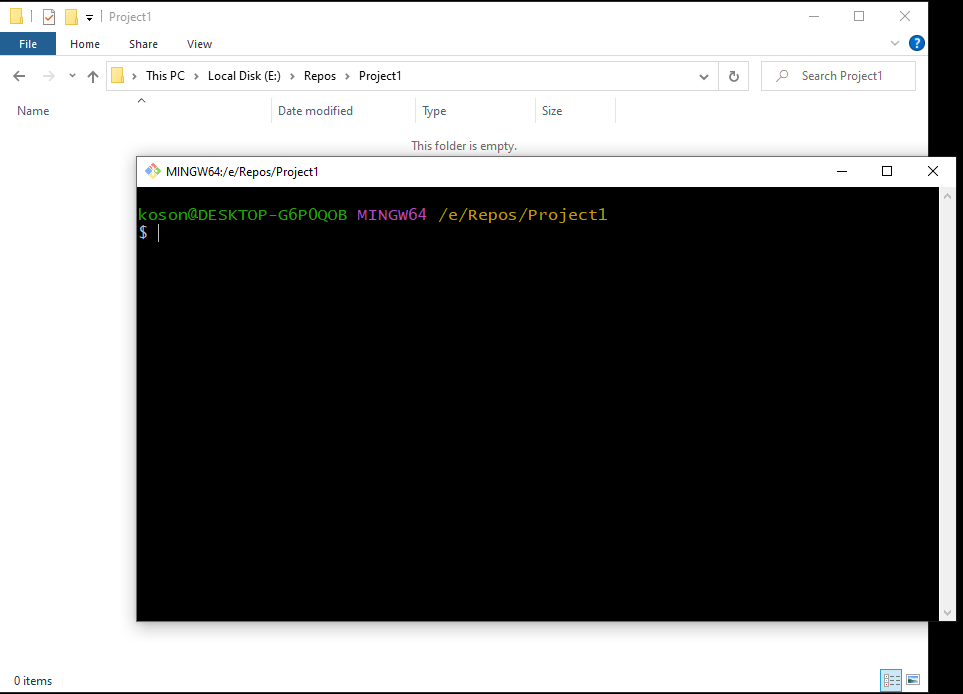 Project1
File Home Share View
This PC Local Disk (E:) Repos Project1 Search Project1
Name Date modified Type Size
This folder is empty.
MINGW64:/e/Repos/Project1
koson@DESKTOP-G6P0QOB MINGW64 /e/Repos/Project1
$
0 items